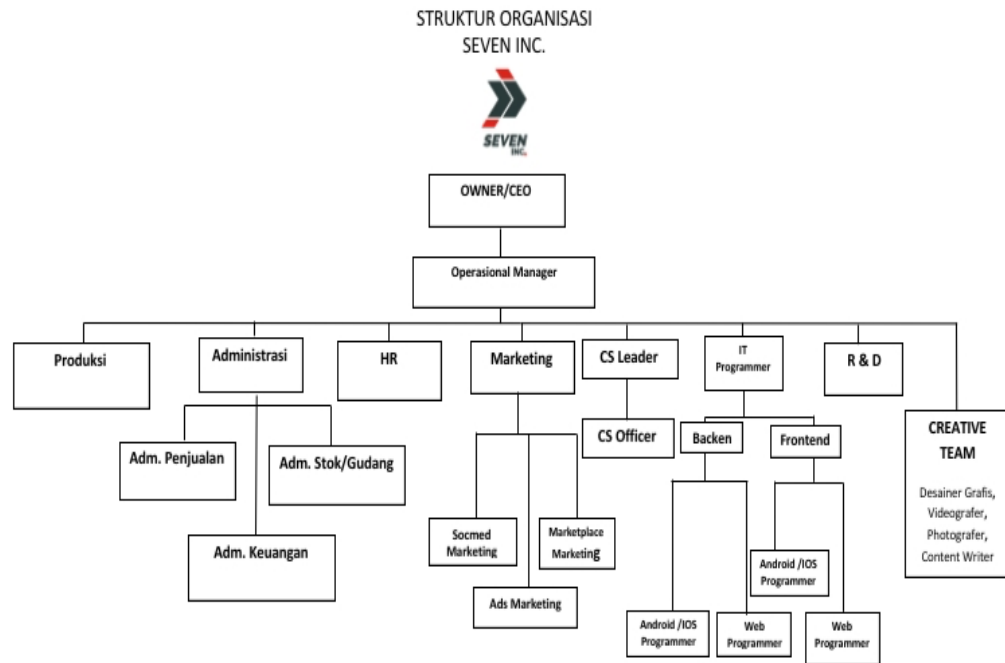 STRUKTUR ORGANISASI
SEVEN INC.
SEVEN
INC.
OWNER/CEO
Operasional Manager
Produksi
Administrasi
HR
Marketing
CS Leader
IT
Programmer
R & D
Adm. Penjualan
Adm. Stok/Gudang
Adm. Keuangan
Socmed
Marketing
Marketplace
Marketing
Ads Marketing
CS Officer
Backen
Frontend
Android /IOS
Programmer
Web
Programmer
Android /IOS
Programmer
Web
Programmer
CREATIVE
TEAM
Desainer Grafis,
Videografer,
Photografer,
Content Writer